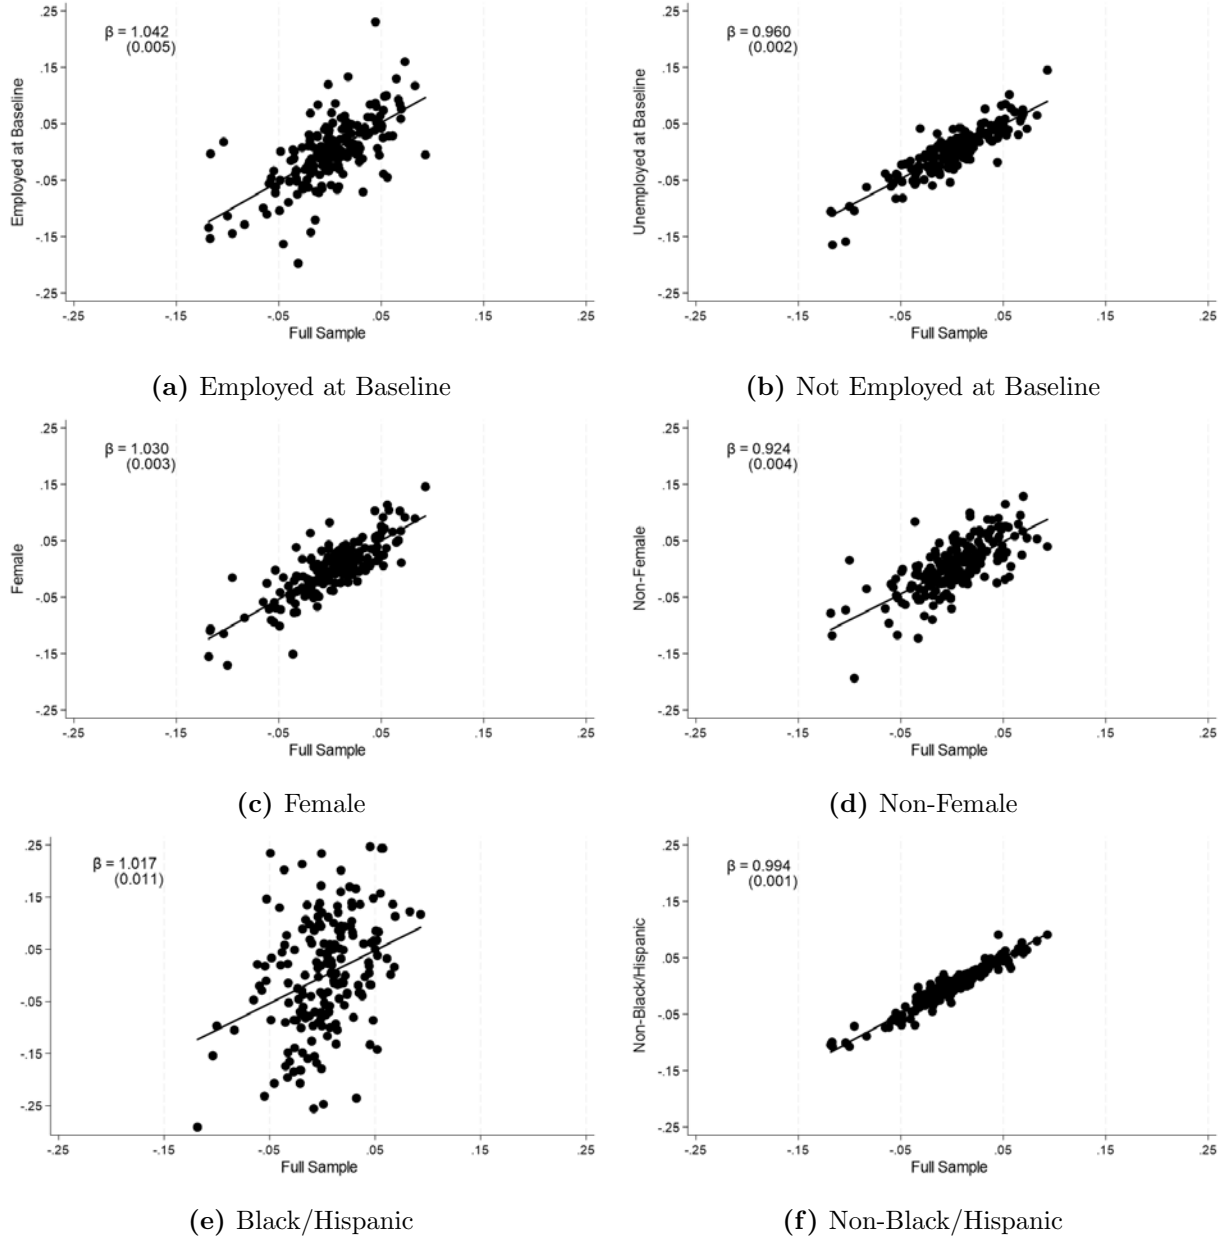 β = 1.042
(0.005)
Employed at Baseline
.25
.15
.05
-.05
-.15
-.25
-.25 -.15 -.05 .05 .15 .25
Full Sample
(a) Employed at Baseline
β = 0.960
(0.002)
Unemployed at Baseline
.25
.15
.05
-.05
-.15
-.25
-.25 -.15 -.05 .05 .15 .25
Full Sample
(b) Not Employed at Baseline
β = 1.030
(0.003)
Female
.25
.15
.05
-.05
-.15
-.25
-.25 -.15 -.05 .05 .15 .25
Full Sample
(c) Female
β = 0.924
(0.004)
Non-Female
.25
.15
.05
-.05
-.15
-.25
-.25 -.15 -.05 .05 .15 .25
Full Sample
(d) Non-Female
β = 1.017
(0.011)
Black/Hispanic
.25
.15
.05
-.05
-.15
-.25
-.25 -.15 -.05 .05 .15 .25
Full Sample
(e) Black/Hispanic
β = 0.994
(0.001)
Non-Black/Hispanic
.25
.15
.05
-.05
-.15
-.25
-.25 -.15 -.05 .05 .15 .25
Full Sample
(f) Non-Black/Hispanic